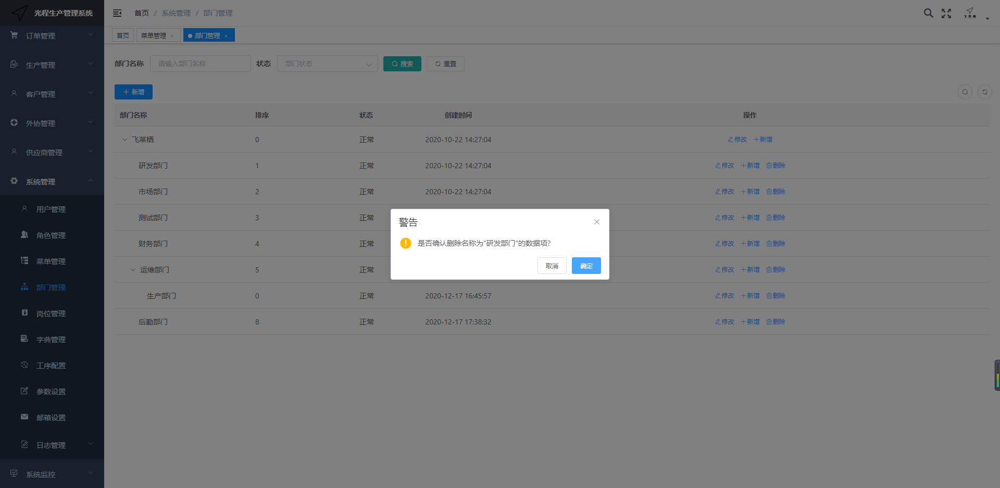 光程生产管理系统
首页 / 系统管理 / 部门管理
首页 菜单管理 × 部门管理 ×
订单管理
生产管理
客户管理
外协管理
供应商管理
系统管理
用户管理
角色管理
菜单管理
部门管理
岗位管理
字典管理
工序配置
参数设置
邮箱设置
日志管理
系统监控
部门名称 请输入部门名称 状态 部门状态 搜索 重置
新增
部门名称 排序 状态 创建时间 操作
飞莱栖 0 正常 2020-10-22 14:27:04 修改 新增
研发部门 1 正常 2020-10-22 14:27:04 修改 新增 删除
市场部门 2 正常 2020-10-22 14:27:04 修改 新增 删除
测试部门 3 正常 修改 新增 删除
财务部门 4 正常 修改 新增 删除
运维部门 5 正常 修改 新增 删除
生产部门 0 正常 2020-12-17 16:45:57 修改 新增 删除
后勤部门 8 正常 2020-12-17 17:38:32 修改 新增 删除
警告
是否确认删除名称为"研发部门"的数据项?
取消 确定